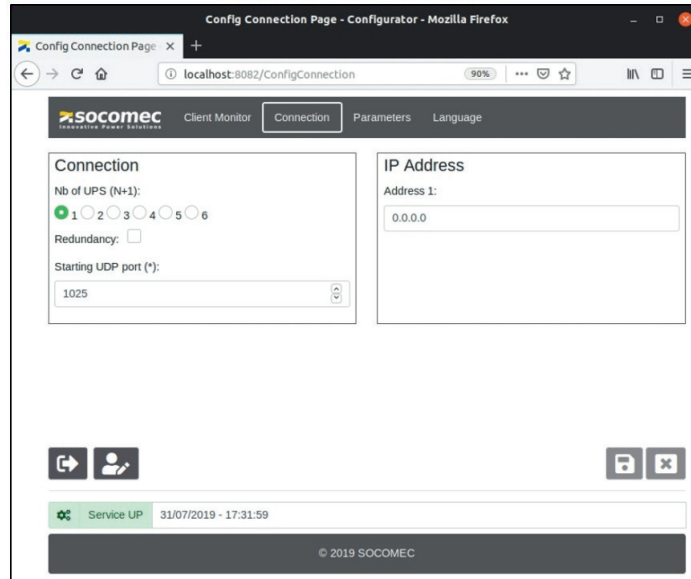 Config Connection Page - Configurator - Mozilla Firefox
Config Connection Page
localhost:8082/ConfigConnection
90%
socomec
Innovative Power Solutions
Client Monitor
Connection
Parameters
Language
Connection
Nb of UPS (N+1):
1 2 3 4 5 6
Redundancy:
Starting UDP port (*):
1025
IP Address
Address 1:
0.0.0.0
Service UP
31/07/2019 - 17:31:59
© 2019 SOCOMEC